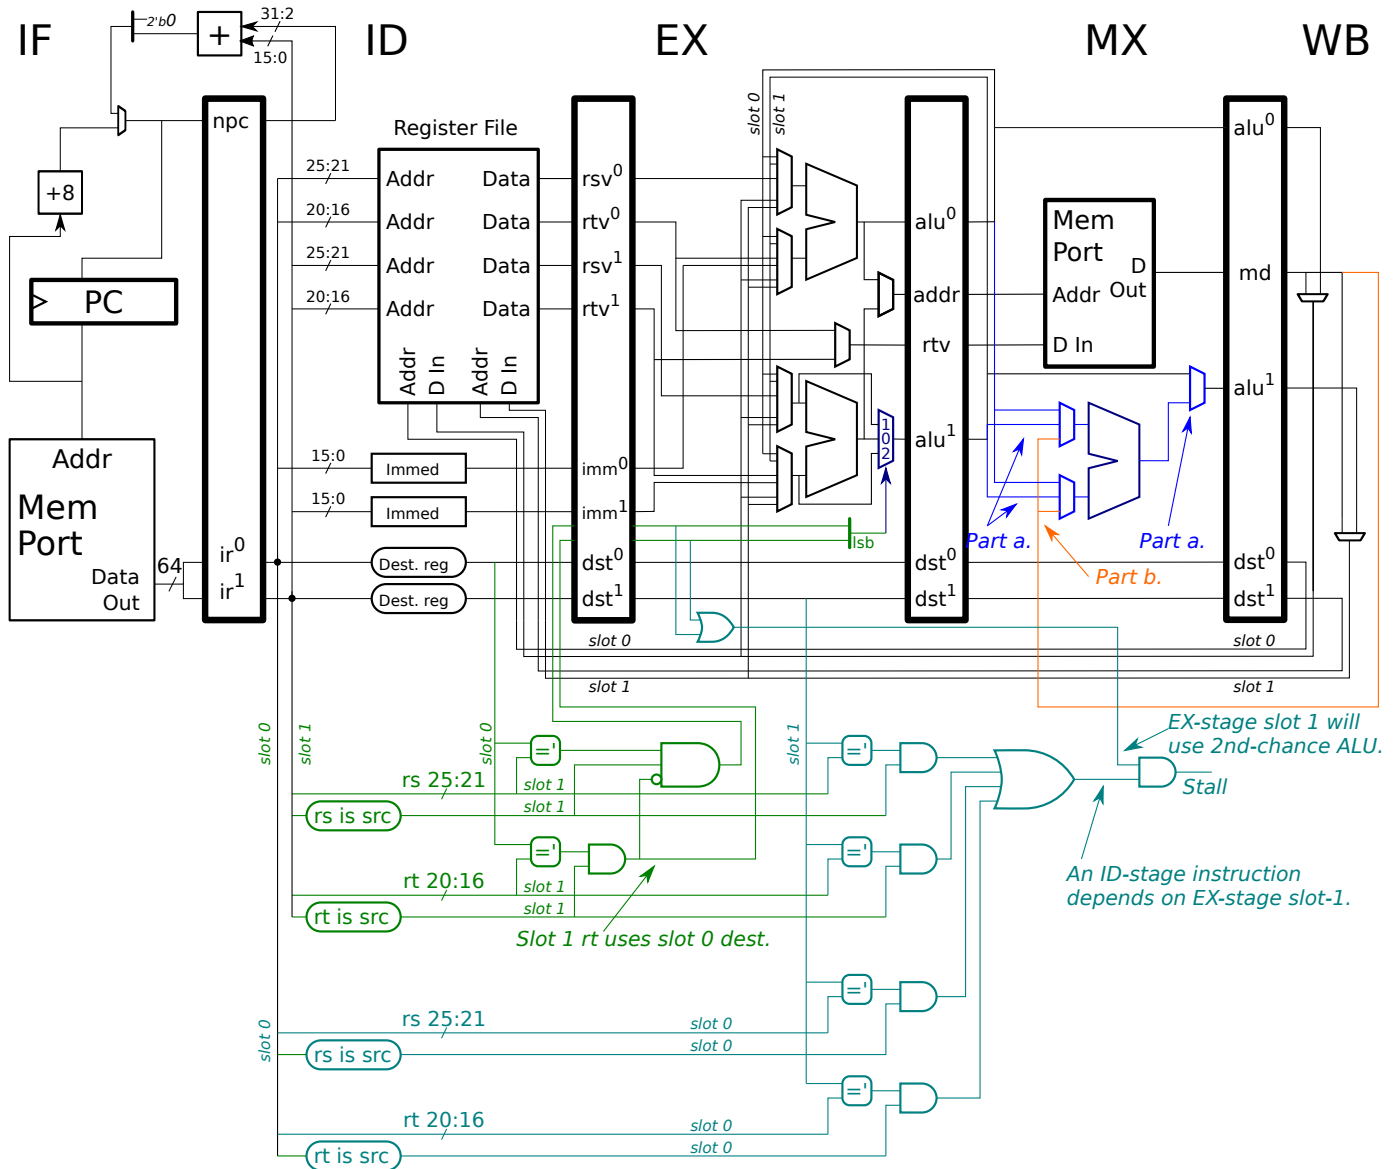 IF
ID
EX
MX
WB
2'b0
+
31:2
15:0
npc
+8
PC
Addr
Mem
Port
Data
Out
64
ir0
ir1
Register File
25:21
Addr
Data
20:16
Addr
Data
25:21
Addr
Data
20:16
Addr
Data
Addr
D In
Addr
D In
15:0
Immed
15:0
Immed
Dest. reg
Dest. reg
rsv0
rtv0
rsv1
rtv1
imm0
imm1
dst0
dst1
slot 0
slot 1
1
0
2
lsb
alu0
addr
rtv
alu1
dst0
dst1
Mem
Port
D
Out
Addr
D In
Part a.
Part a.
Part b.
alu0
md
alu1
dst0
dst1
slot 0
slot 0
slot 1
slot 1
slot 0
slot 1
slot 0
slot 1
='
='
EX-stage slot 1 will
use 2nd-chance ALU.
Stall
rs 25:21
slot 1
rs is src
slot 1
='
='
rt 20:16
slot 1
rt is src
slot 1
Slot 1 rt uses slot 0 dest.
An ID-stage instruction
depends on EX-stage slot-1.
slot 0
='
rs 25:21
slot 0
rs is src
slot 0
='
rt 20:16
slot 0
rt is src
slot 0